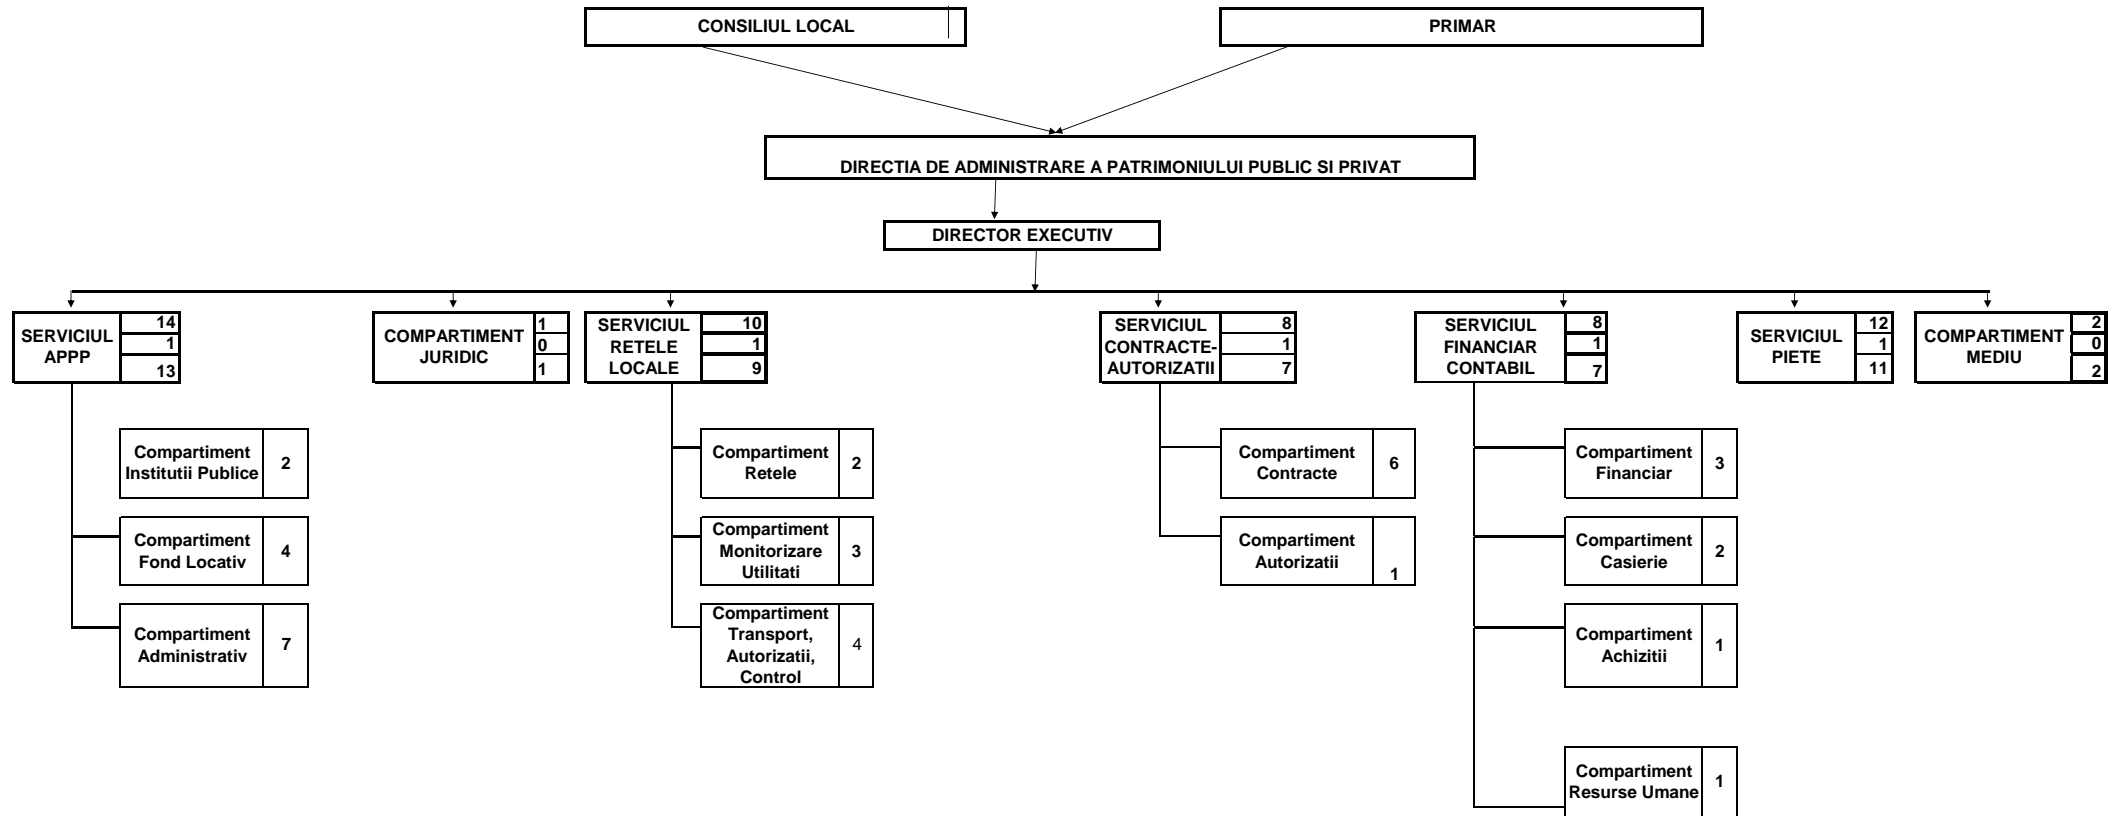 CONSILIUL LOCAL
PRIMAR
DIRECTIA DE ADMINISTRARE A PATRIMONIULUI PUBLIC SI PRIVAT
DIRECTOR EXECUTIV
SERVICIUL
APPP
14
1
13
COMPARTIMENT
JURIDIC
1
0
1
SERVICIUL
RETELE
LOCALE
10
1
9
SERVICIUL
CONTRACTE-
AUTORIZATII
8
1
7
SERVICIUL
FINANCIAR
CONTABIL
8
1
7
SERVICIUL
PIETE
12
1
11
COMPARTIMENT
MEDIU
2
0
2
Compartiment
Institutii Publice
2
Compartiment
Fond Locativ
4
Compartiment
Administrativ
7
Compartiment
Retele
2
Compartiment
Monitorizare
Utilitati
3
Compartiment
Transport,
Autorizatii,
Control
4
Compartiment
Contracte
6
Compartiment
Autorizatii
1
Compartiment
Financiar
3
Compartiment
Casierie
2
Compartiment
Achizitii
1
Compartiment
Resurse Umane
1